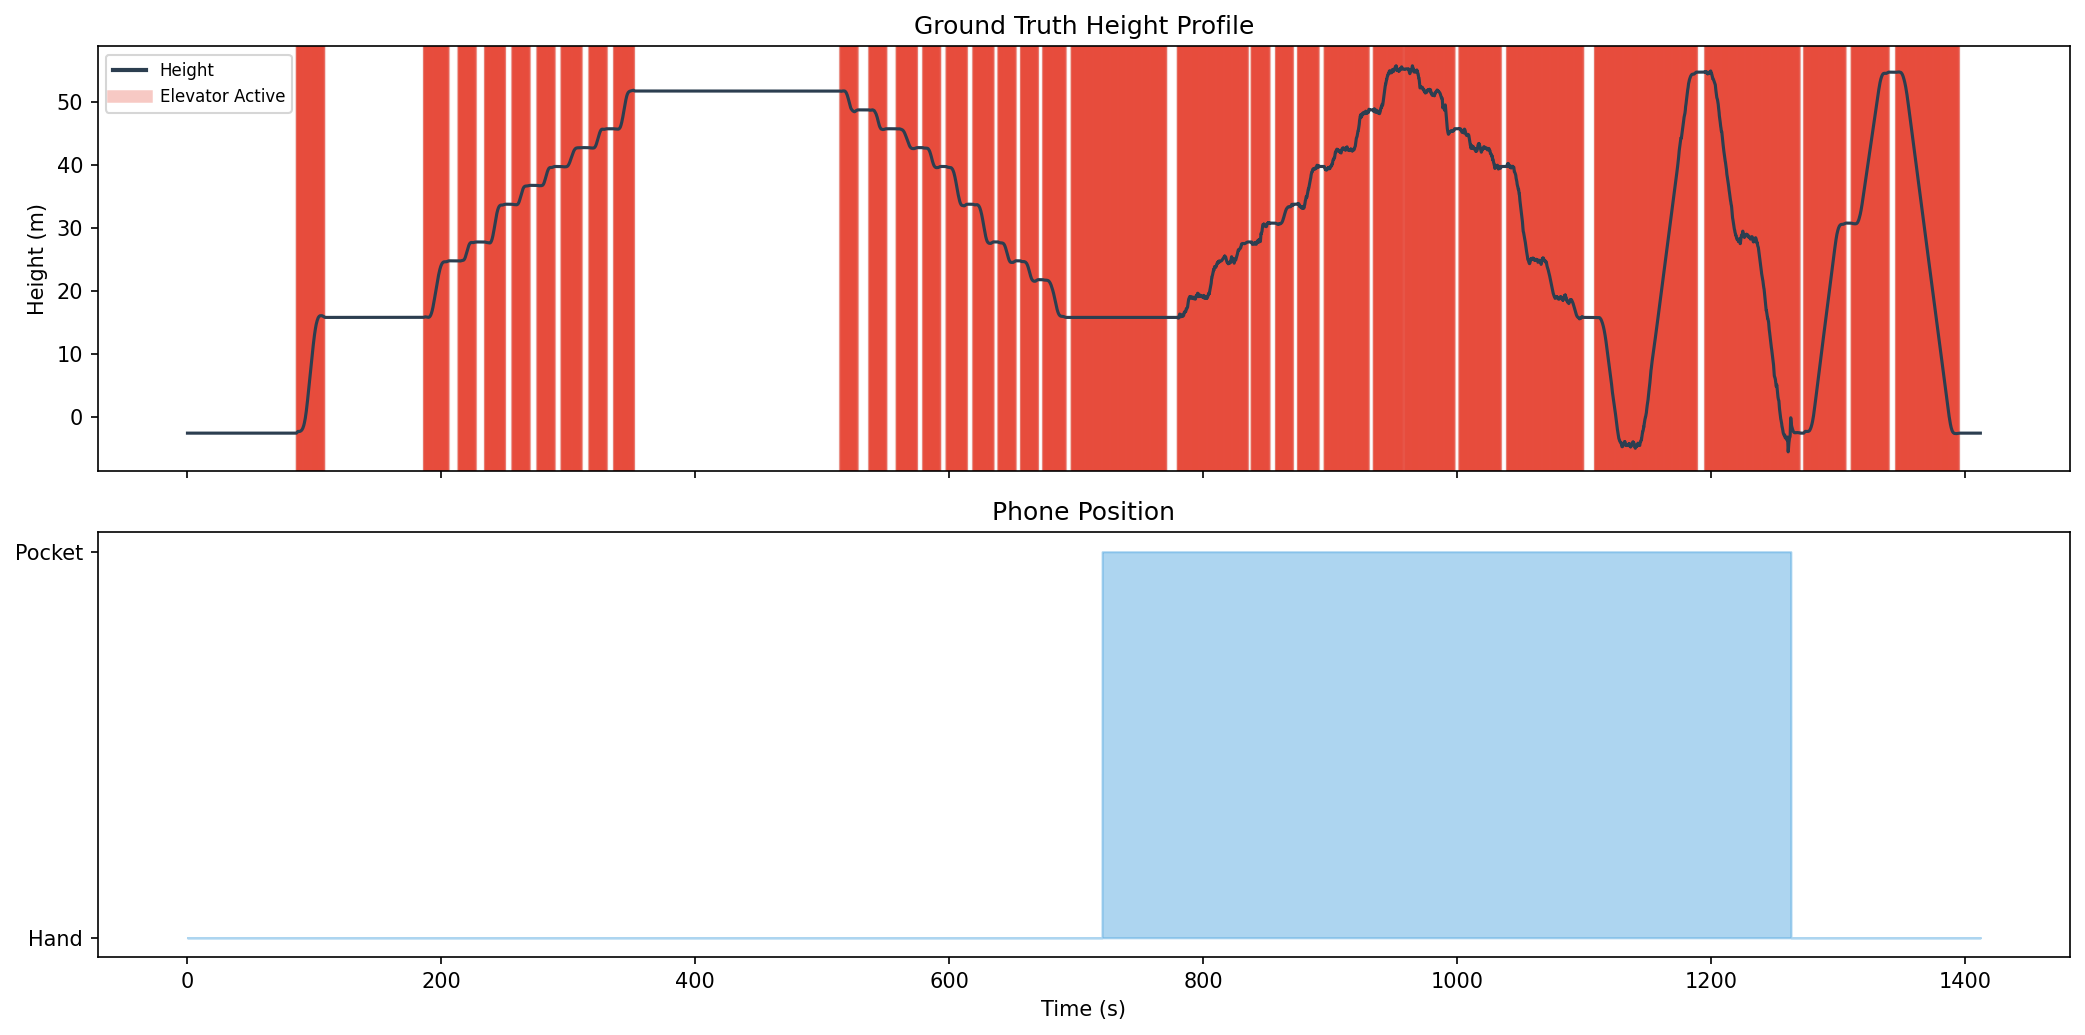 Ground Truth Height Profile
Height
Elevator Active
Height (m)
50
40
30
20
10
0
Phone Position
Pocket
Hand
0 200 400 600 800 1000 1200 1400
Time (s)